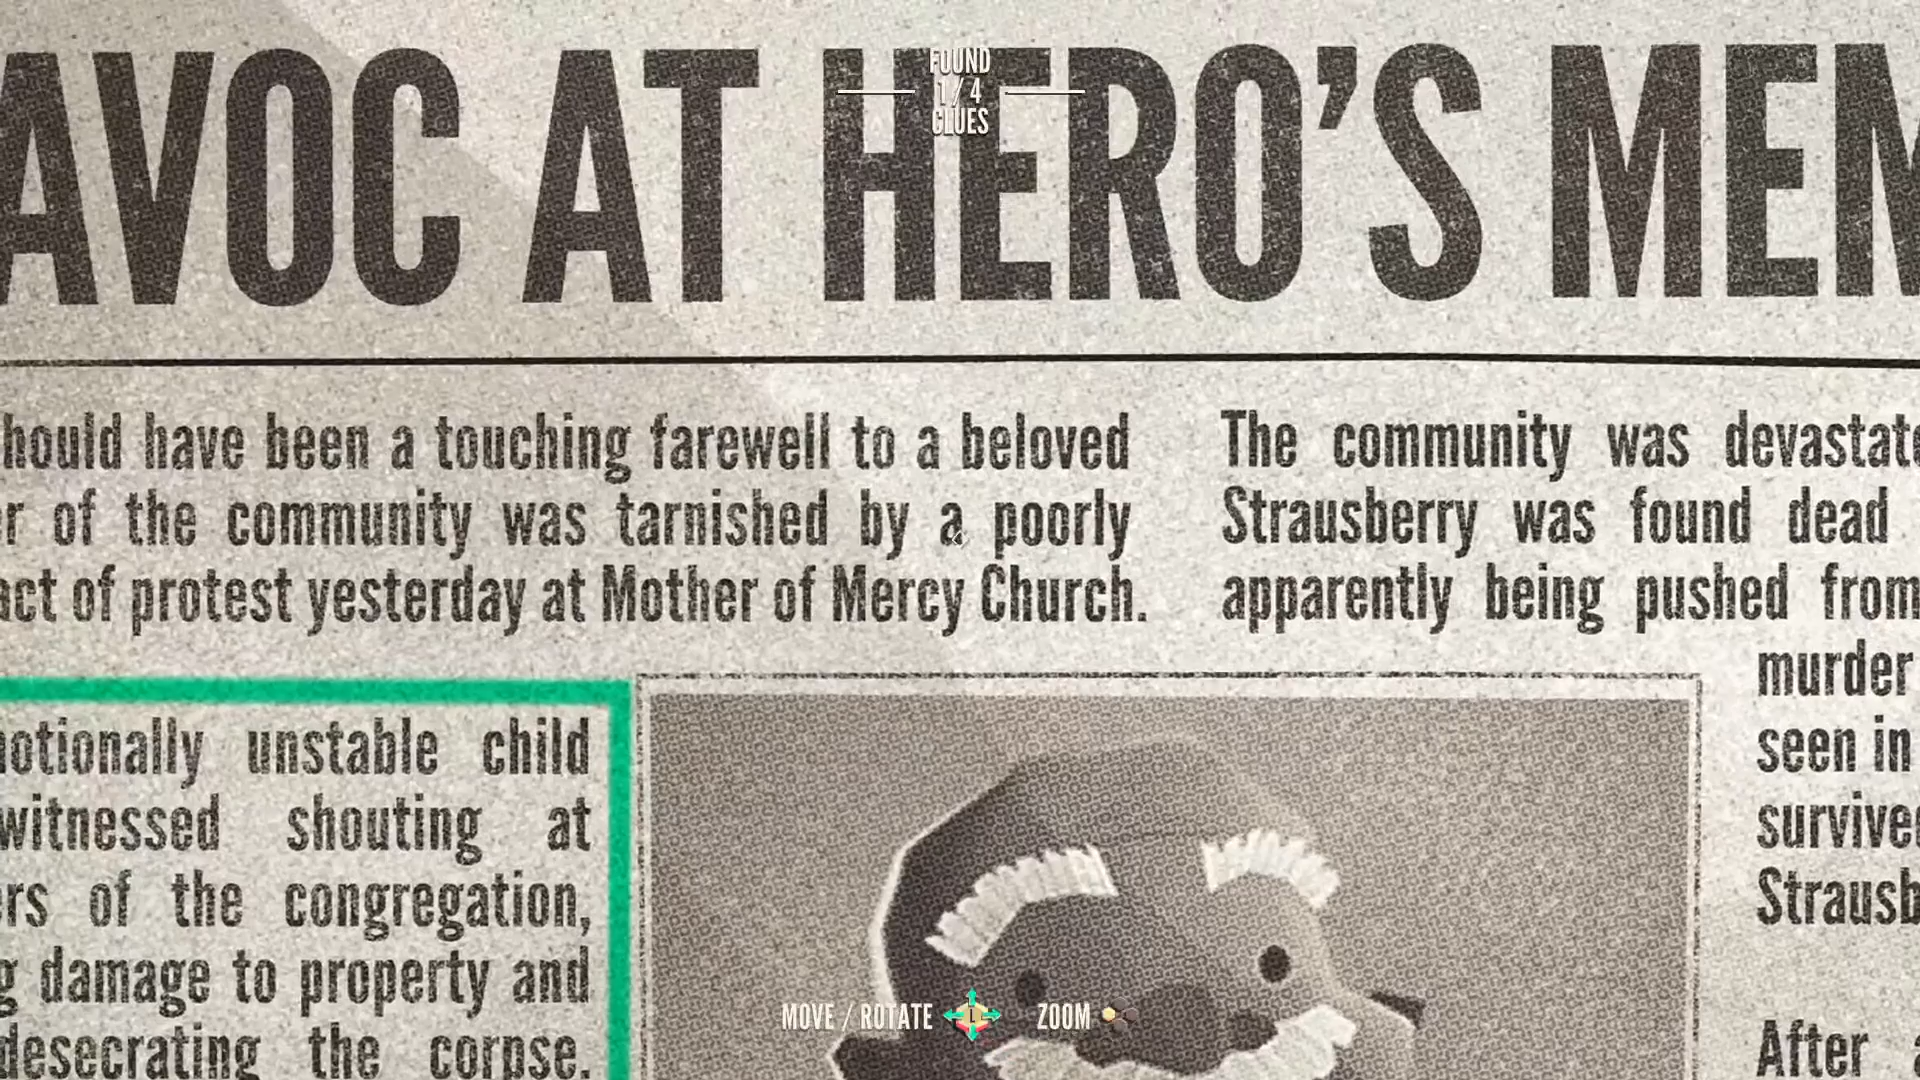 AVOC AT HERO'S MEM
FOUND
1/4
CLUES
hould have been a touching farewell to a beloved
er of the community was tarnished by a poorly
act of protest yesterday at Mother of Mercy Church.
otionally unstable child
witnessed shouting at
ers of the congregation,
g damage to property and
desecrating the corpse.
The community was devastate
Strausberry was found dead
apparently being pushed from
murder
seen in
survive
Strausb
After a
MOVE / ROTATE L ZOOM